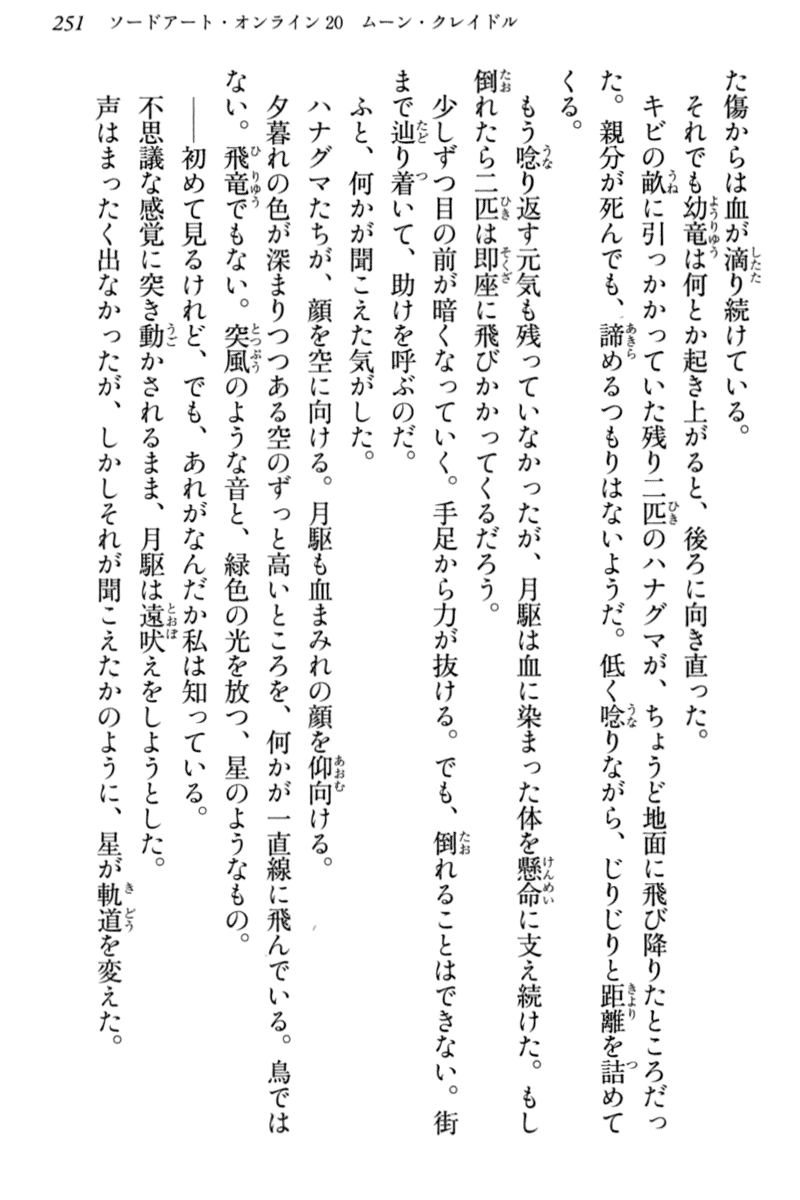 251 ソードアート・オンライン20 ムーン・クレイドル
た傷からは血が滴り続けている。
それでも幼竜は何とか起き上がると、後ろに向き直った。
キビの畝に引っかかっていた残り二匹のハナグマが、ちょうど地面に飛び降りたところだっ
た。親分が死んでも、諦めるつもりはないようだ。低く唸りながら、じりじりと距離を詰めて
くる。
もう唸り返す元気も残っていなかったが、月駆は血に染まった体を懸命に支え続けた。もし
倒れたら二匹は即座に飛びかかってくるだろう。
少しずつ目の前が暗くなっていく。手足から力が抜ける。でも、倒れることはできない。街
まで辿り着いて、助けを呼ぶのだ。
ふと、何かが聞こえた気がした。
ハナグマたちが、顔を空に向ける。月駆も血まみれの顔を仰向ける。
夕暮れの色が深まりつつある空のずっと高いところを、何かが一直線に飛んでいる。鳥では
ない。飛竜でもない。突風のような音と、緑色の光を放つ、星のようなもの。
――初めて見るけれど、でも、あれがなんだか私は知っている。
不思議な感覚に突き動かされるまま、月駆は遠吠えをしようとした。
声はまったく出なかったが、しかしそれが聞こえたかのように、星が軌道を変えた。